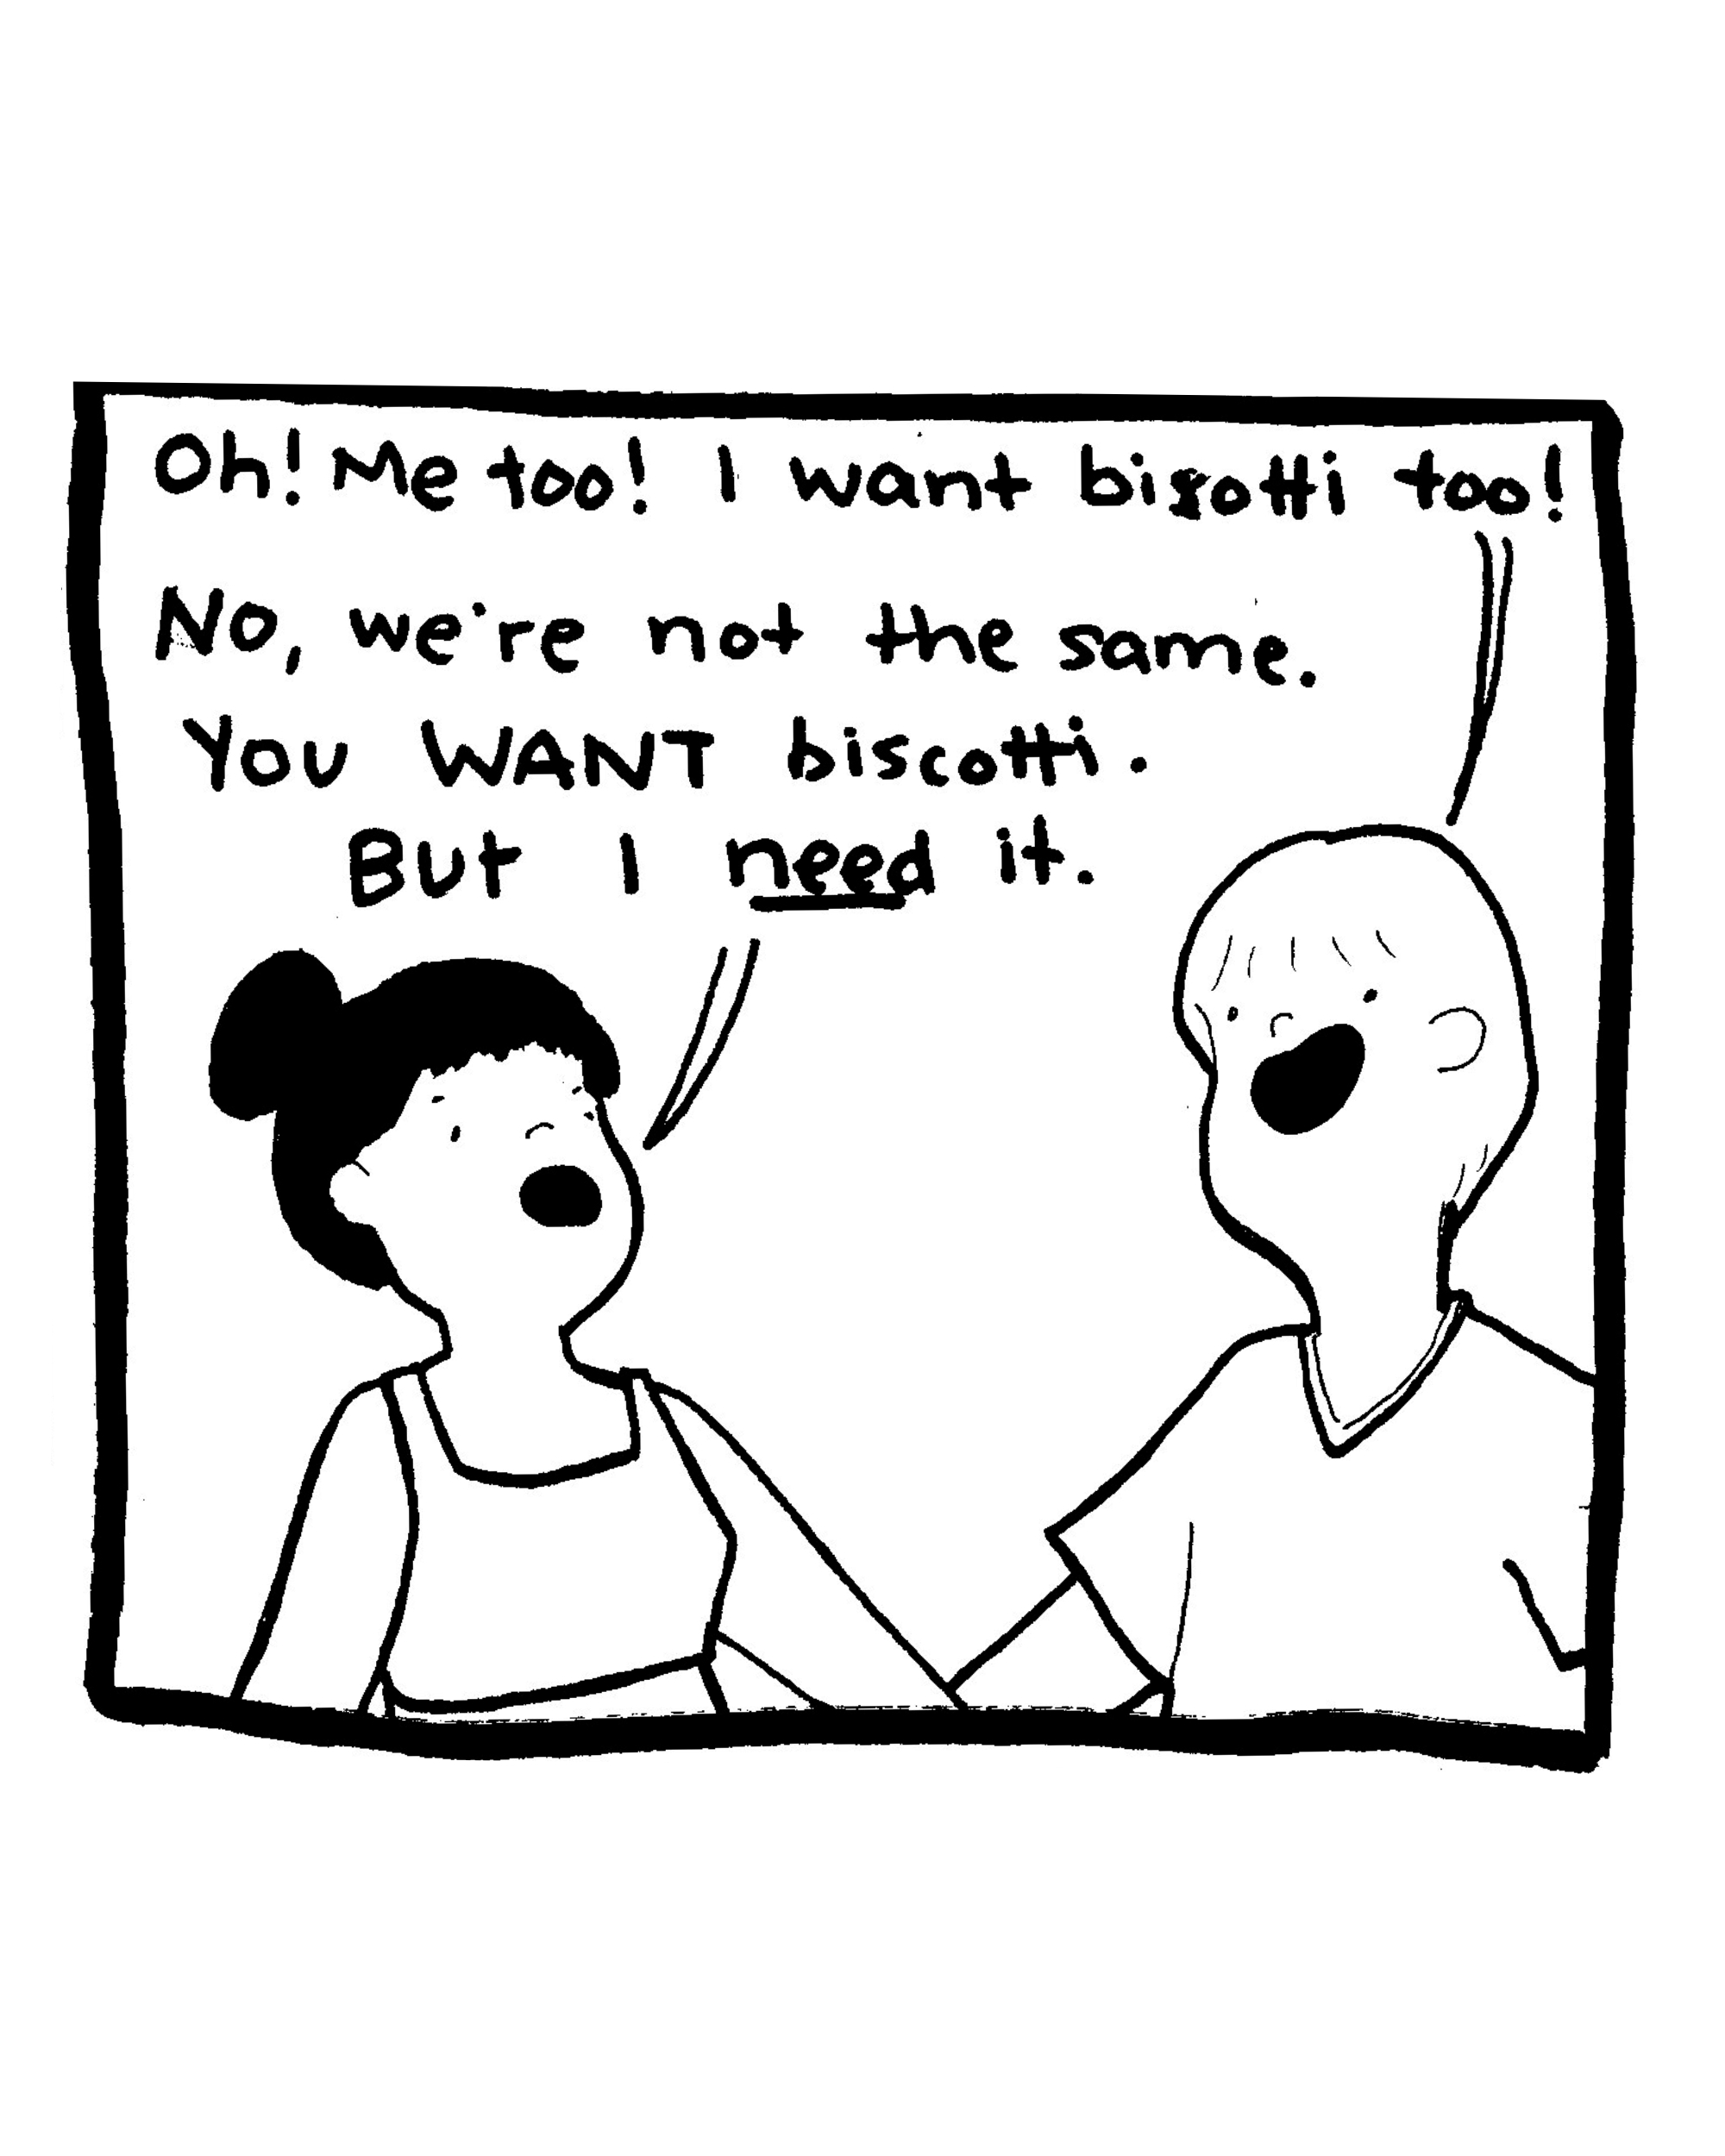 Oh! Me too! I want bisotti too!
No, we're not the same.
You WANT biscotti.
But I need it.